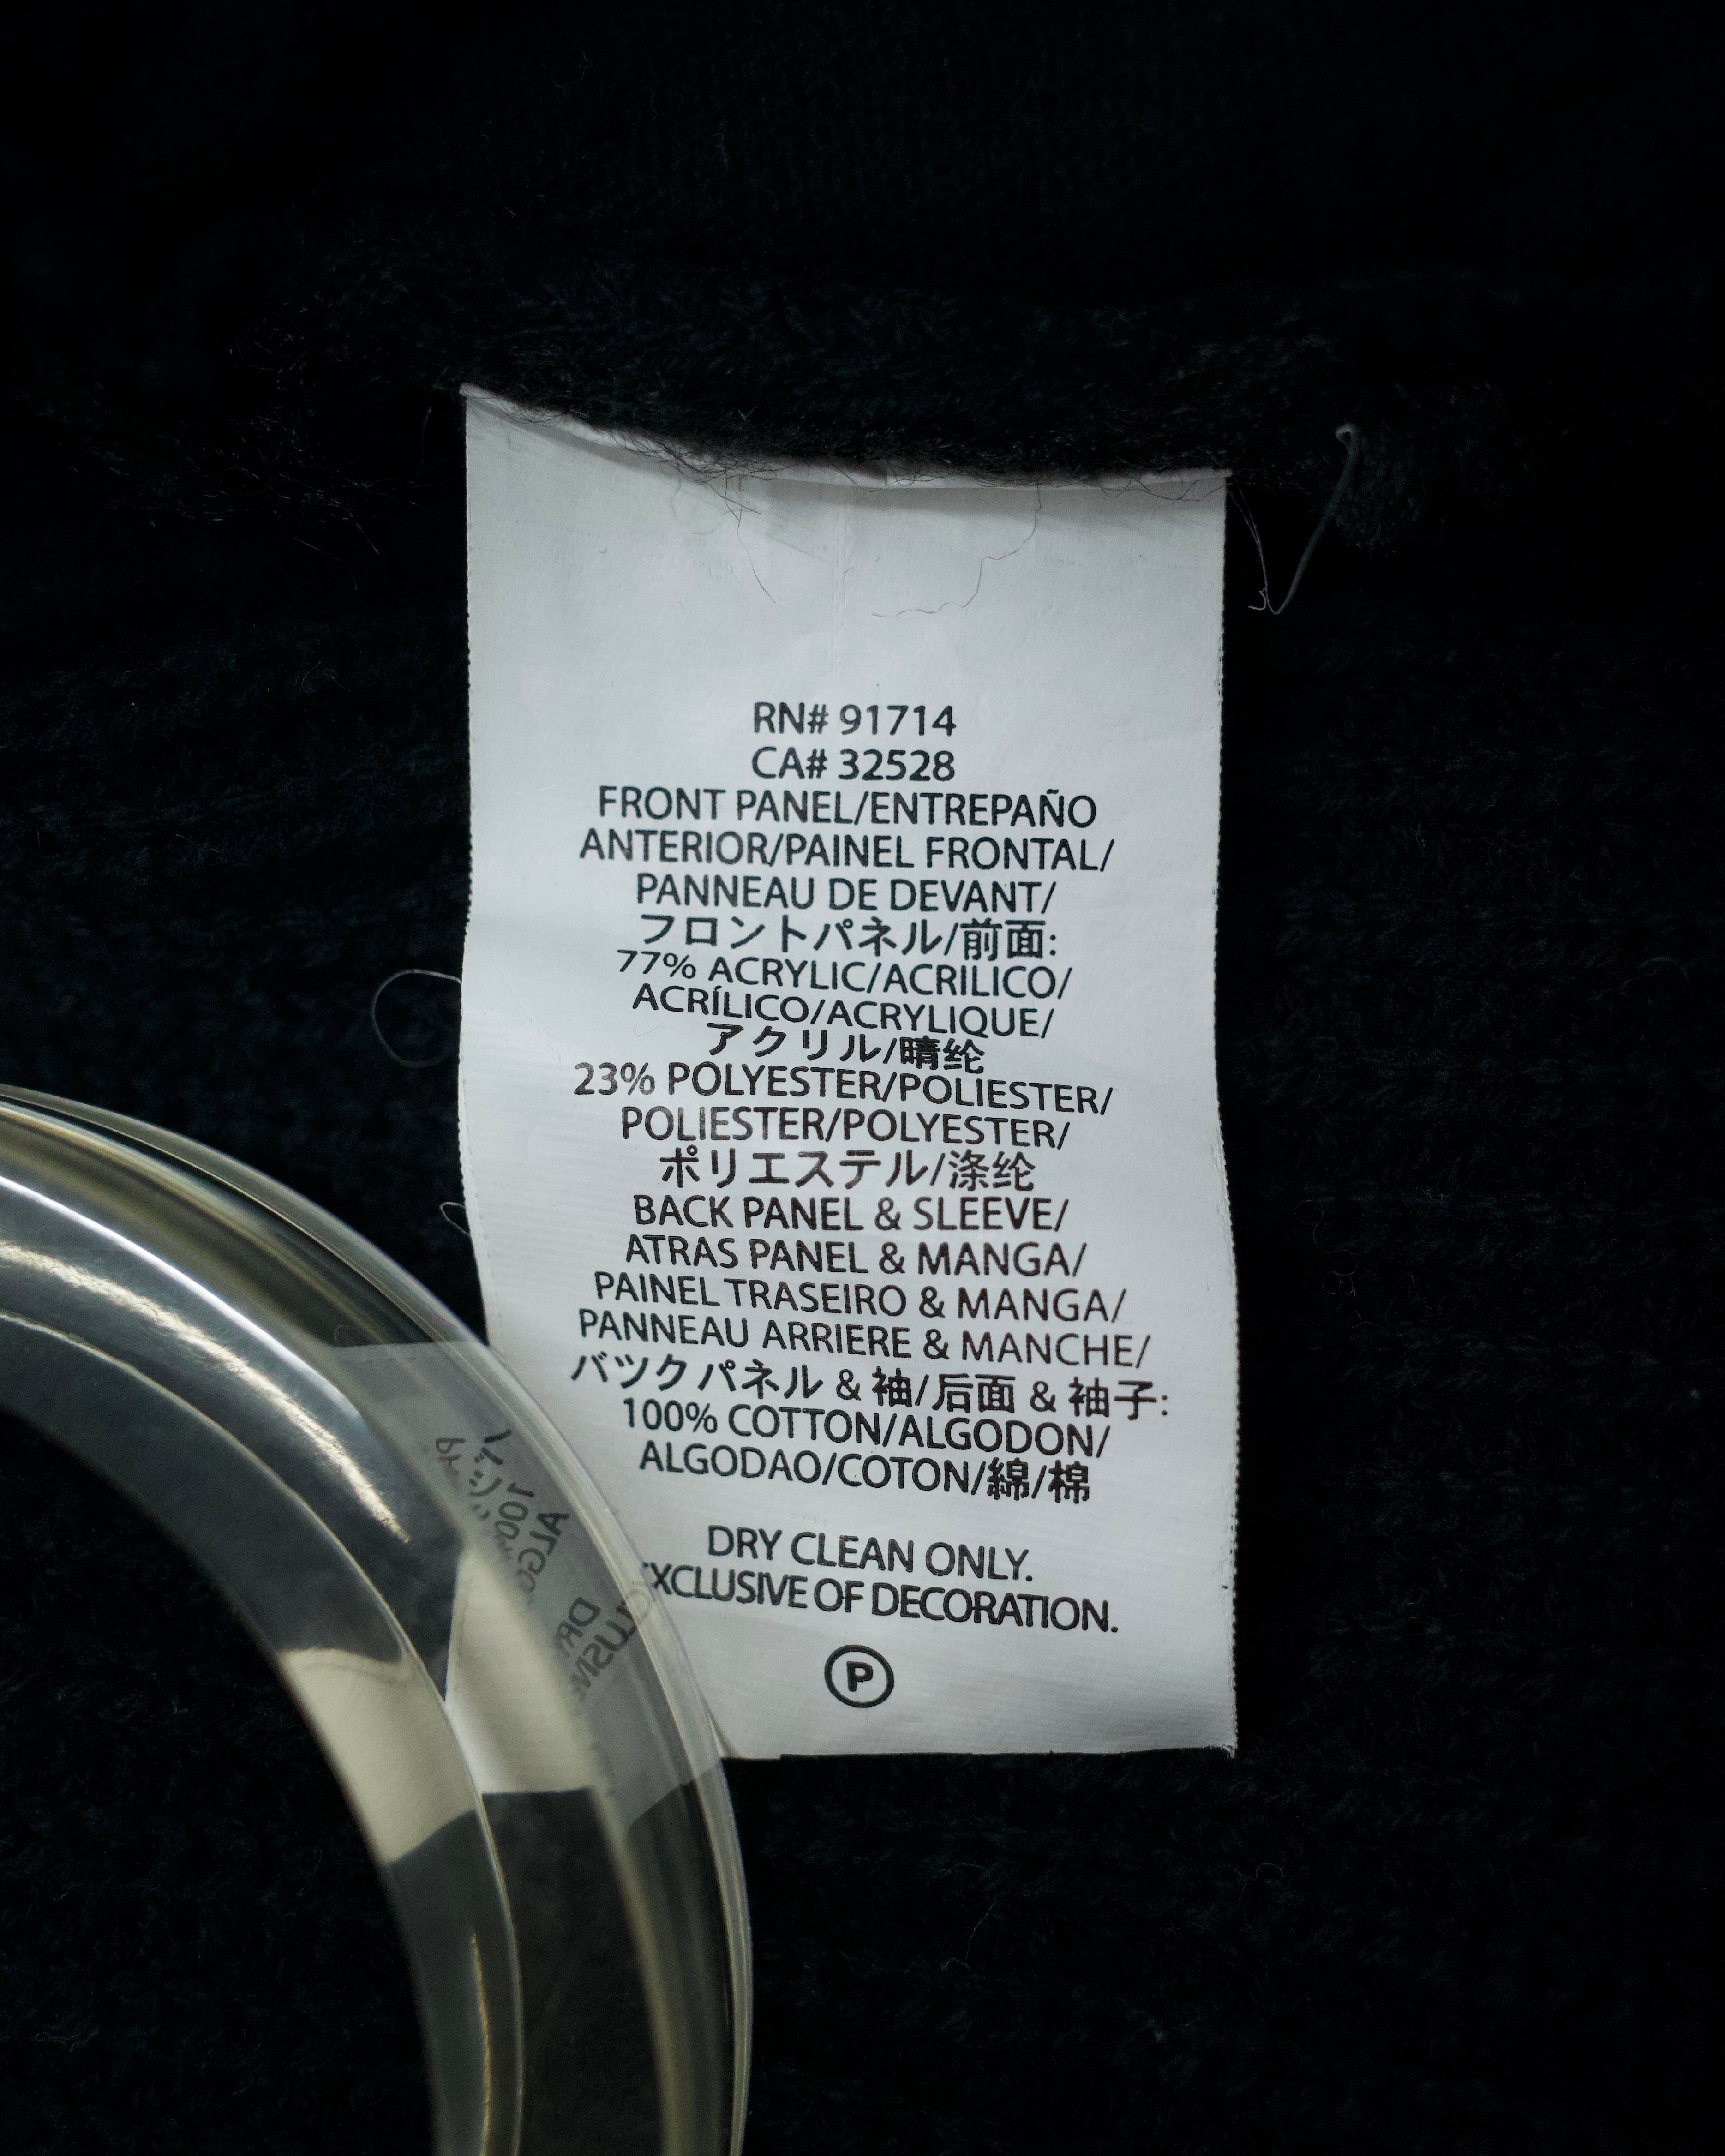 RN# 91714
CA# 32528
FRONT PANEL/ENTREPAÑO
ANTERIOR/PAINEL FRONTAL/
PANNEAU DE DEVANT/
フロントパネル/前面:
77% ACRYLIC/ACRILICO/
ACRÍLICO/ACRYLIQUE/
アクリル/晴纶
23% POLYESTER/POLIESTER/
POLIESTER/POLYESTER/
ポリエステル/涤纶
BACK PANEL & SLEEVE/
ATRAS PANEL & MANGA/
PAINEL TRASEIRO & MANGA/
PANNEAU ARRIERE & MANCHE/
バツク パネル & 袖/后面 & 袖子:
100% COTTON/ALGODON/
ALGODAO/COTON/綿/棉
DRY CLEAN ONLY.
EXCLUSIVE OF DECORATION.
P